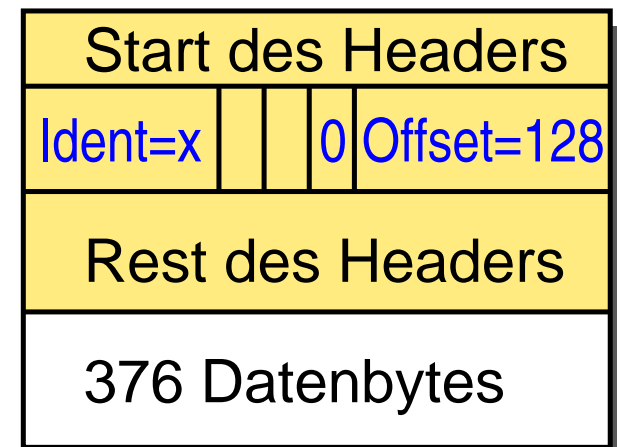 Start des Headers
Ident=x 0 Offset=128
Rest des Headers
376 Datenbytes